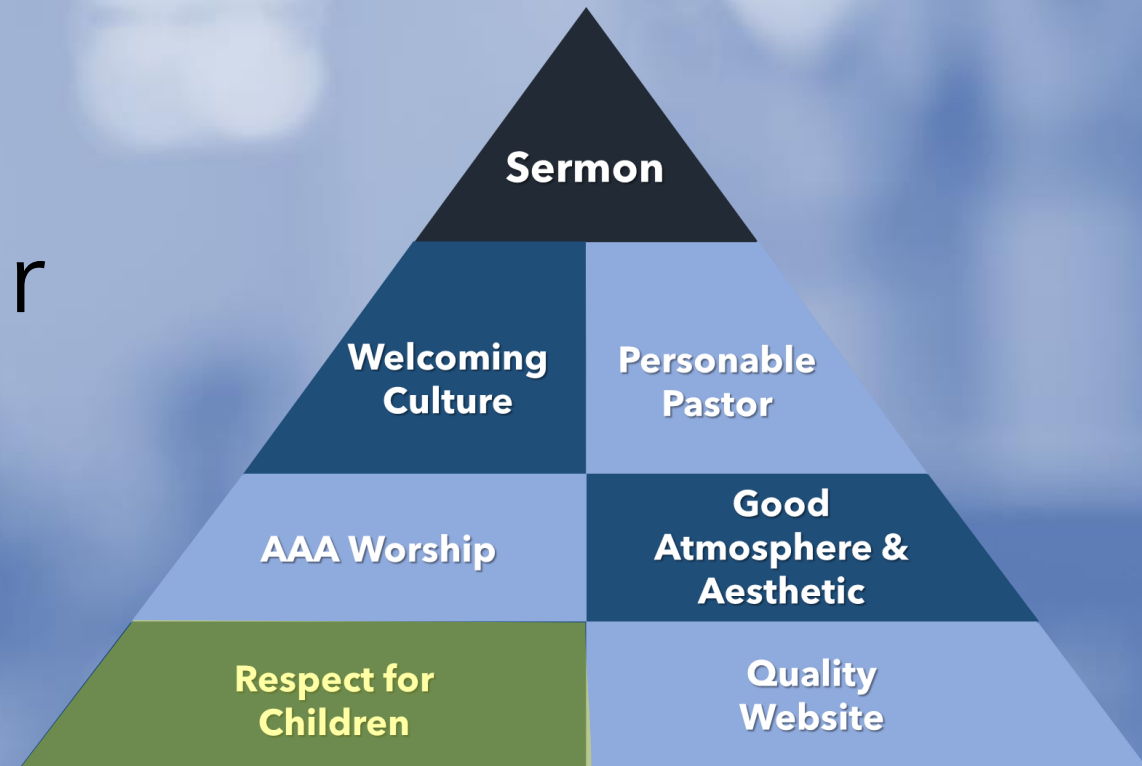 Sermon
r
Welcoming
Culture
Personable
Pastor
AAA Worship
Good
Atmosphere &
Aesthetic
Respect for
Children
Quality
Website